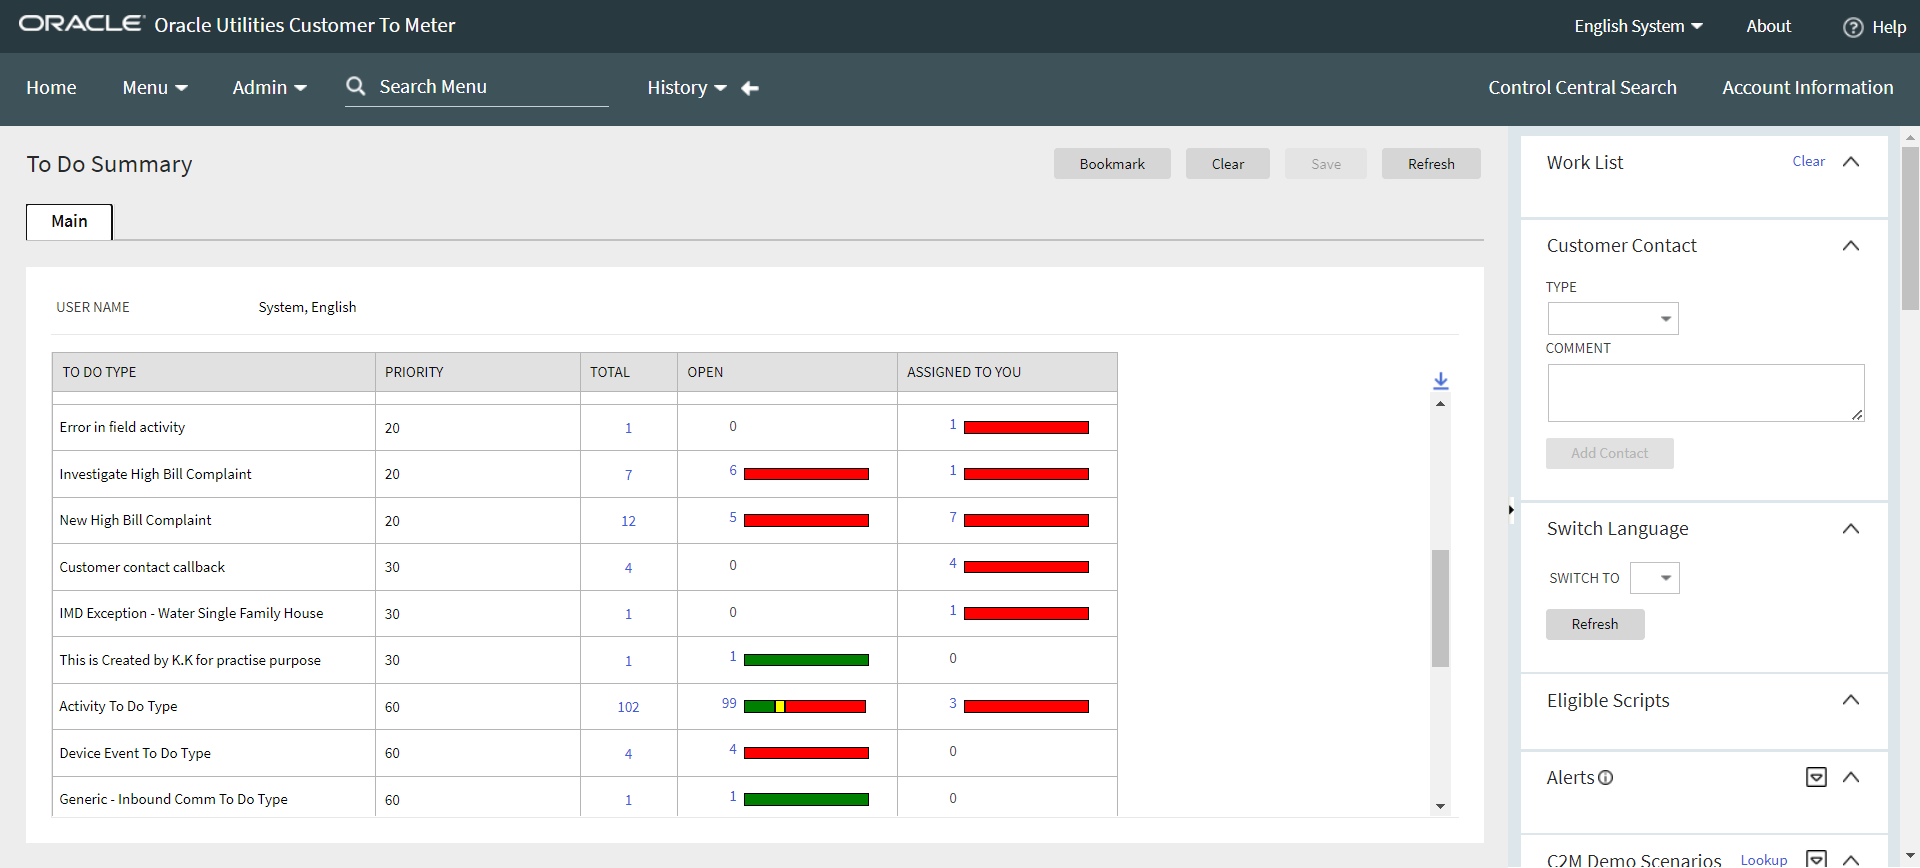 ORACLE Oracle Utilities Customer To Meter English System About Help
Home Menu Admin Search Menu History Control Central Search Account Information
To Do Summary
Bookmark Clear Save Refresh
Main
USER NAME System, English
TO DO TYPE PRIORITY TOTAL OPEN ASSIGNED TO YOU
Error in field activity 20 1 0 1
Investigate High Bill Complaint 20 7 6 1
New High Bill Complaint 20 12 5 7
Customer contact callback 30 4 0 4
IMD Exception - Water Single Family House 30 1 0 1
This is Created by K.K for practise purpose 30 1 1 0
Activity To Do Type 60 102 99 3
Device Event To Do Type 60 4 4 0
Generic - Inbound Comm To Do Type 60 1 1 0
Work List Clear
Customer Contact
TYPE
COMMENT
Add Contact
Switch Language
SWITCH TO
Refresh
Eligible Scripts
Alerts
C2M Demo Scenarios Lookup